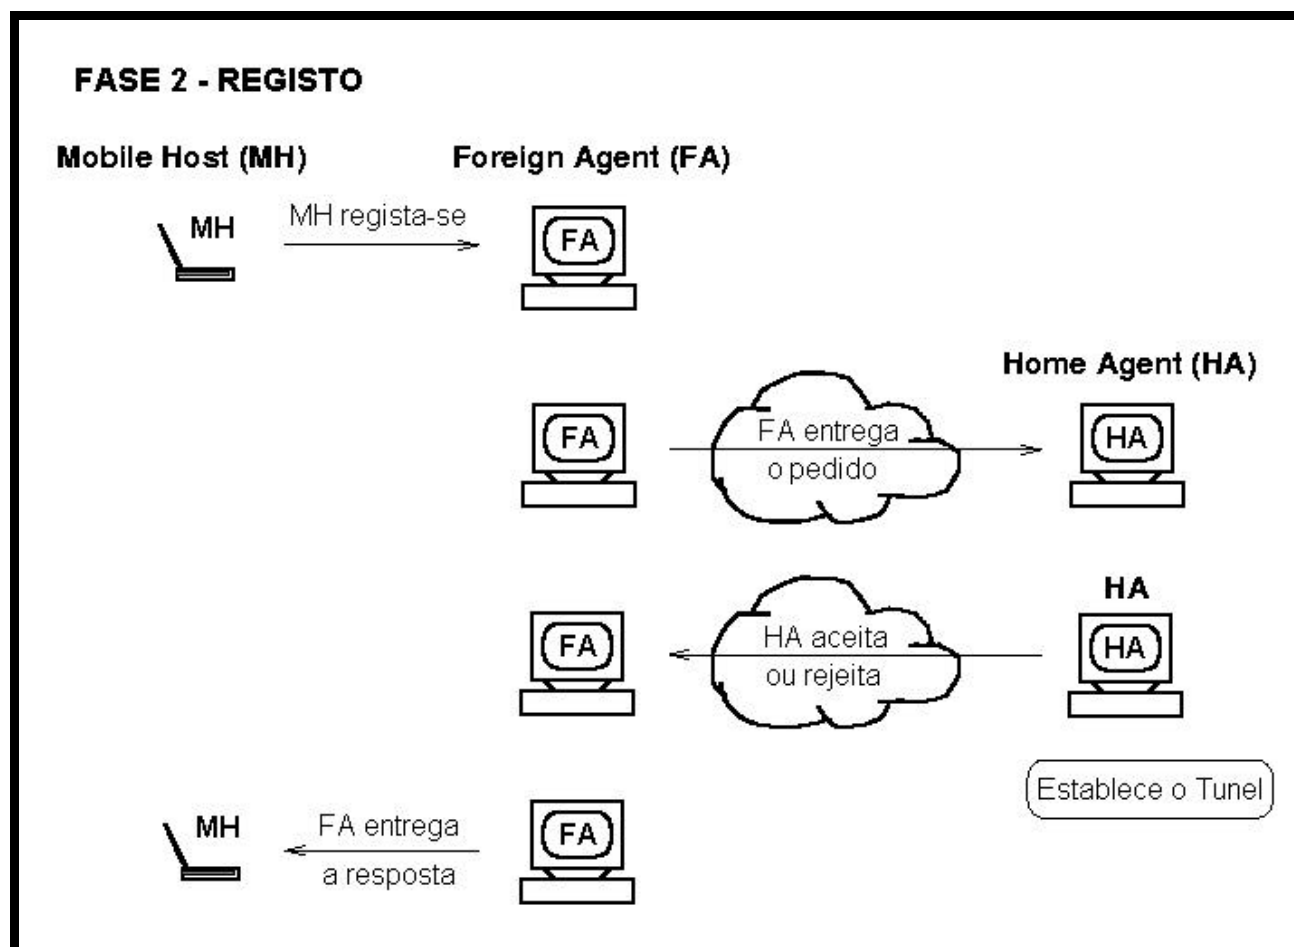 FASE 2 - REGISTO
Mobile Host (MH)
Foreign Agent (FA)
MH
MH regista-se
FA
Home Agent (HA)
FA
FA entrega
o pedido
HA
HA
FA
HA aceita
ou rejeita
HA
Establece o Tunel
MH
FA entrega
a resposta
FA